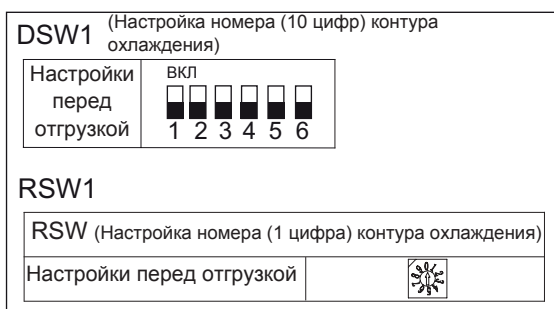 DSW1 (Настройка номера (10 цифр) контура
охлаждения)
Настройки
перед
отгрузкой
ВКЛ
1 2 3 4 5 6
RSW1
RSW (Настройка номера (1 цифра) контура охлаждения)
Настройки перед отгрузкой